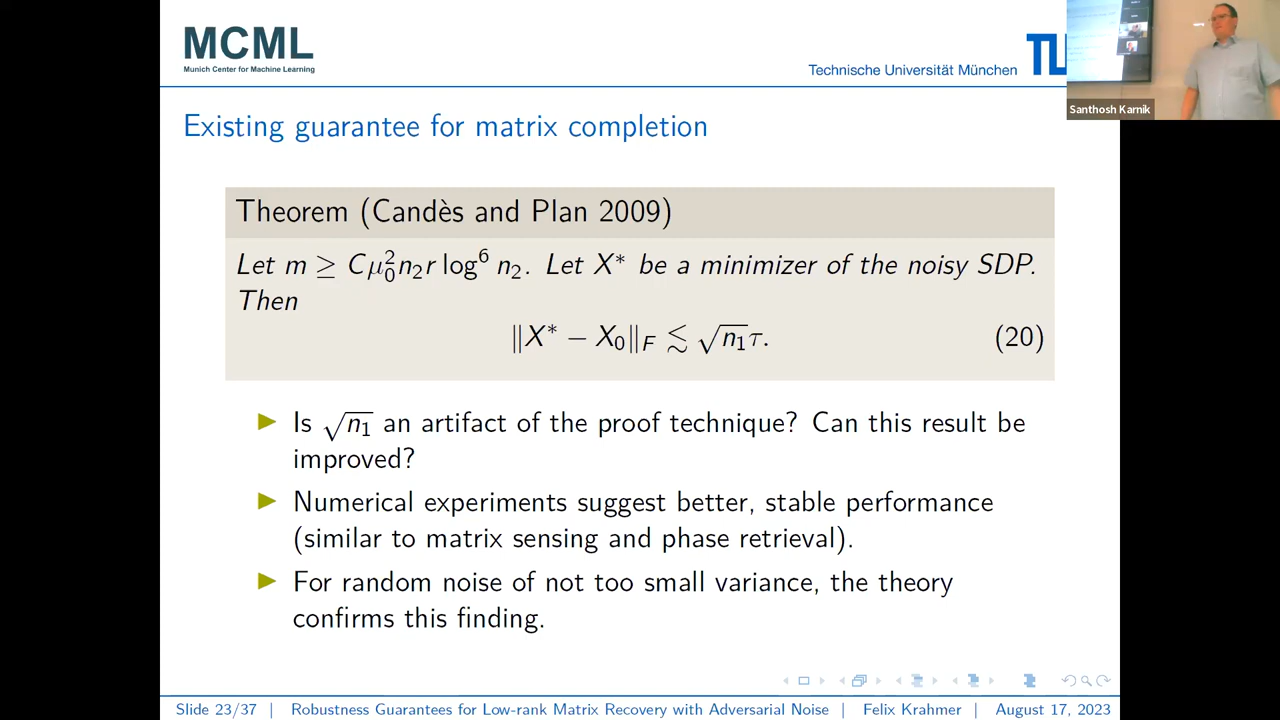 MCML
Munich Center for Machine Learning
Technische Universität München
Santhosh Karnik
Existing guarantee for matrix completion
Theorem (Candès and Plan 2009)
Let m ≥ Cμ₀²n₂r log⁶ n₂. Let X* be a minimizer of the noisy SDP.
Then
‖X* − X₀‖_F ≲ √n₁τ. (20)
Is √n₁ an artifact of the proof technique? Can this result be
improved?
Numerical experiments suggest better, stable performance
(similar to matrix sensing and phase retrieval).
For random noise of not too small variance, the theory
confirms this finding.
Slide 23/37 | Robustness Guarantees for Low-rank Matrix Recovery with Adversarial Noise | Felix Krahmer | August 17, 2023